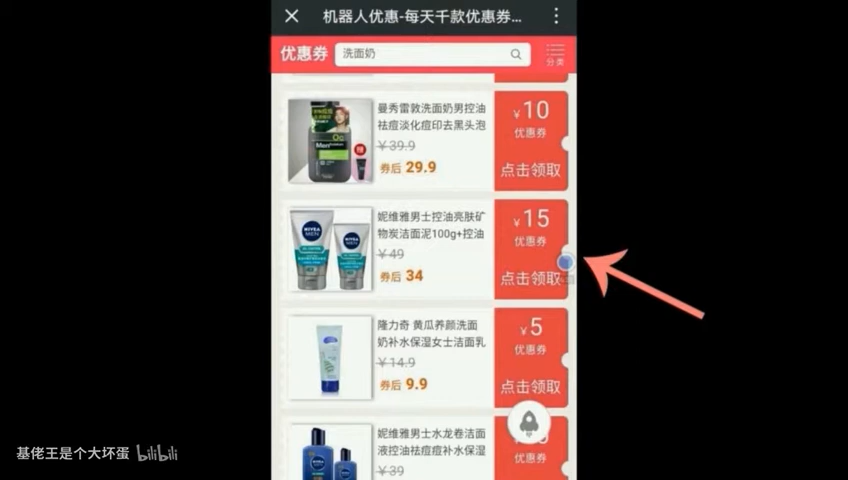 机器人优惠-每天千款优惠券...
优惠券
洗面奶
分类
曼秀雷敦洗面奶男控油
祛痘淡化痘印去黑头泡
￥39.9
券后 29.9
￥10
优惠券
点击领取
妮维雅男士控油亮肤矿
物炭洁面泥100g+控油
￥49
券后 34
￥15
优惠券
点击领取
隆力奇 黄瓜养颜洗面
奶补水保湿女士洁面乳
￥14.9
券后 9.9
￥5
优惠券
点击领取
妮维雅男士水龙卷洁面
液控油祛痘痘补水保湿
￥39
优惠券
NIVEA
MEN
NIVEA
MEN
Men
基佬王是个大坏蛋 bilibili